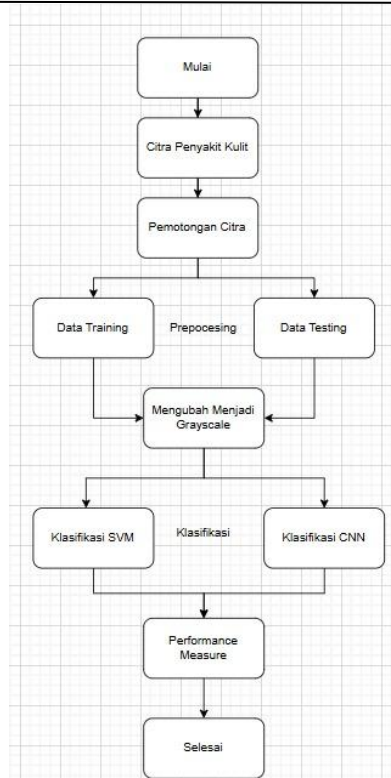 Mulai
Citra Penyakit Kulit
Pemotongan Citra
Data Training
Prepocesing
Data Testing
Mengubah Menjadi
Grayscale
Klasifikasi SVM
Klasifikasi
Klasifikasi CNN
Performance
Measure
Selesai